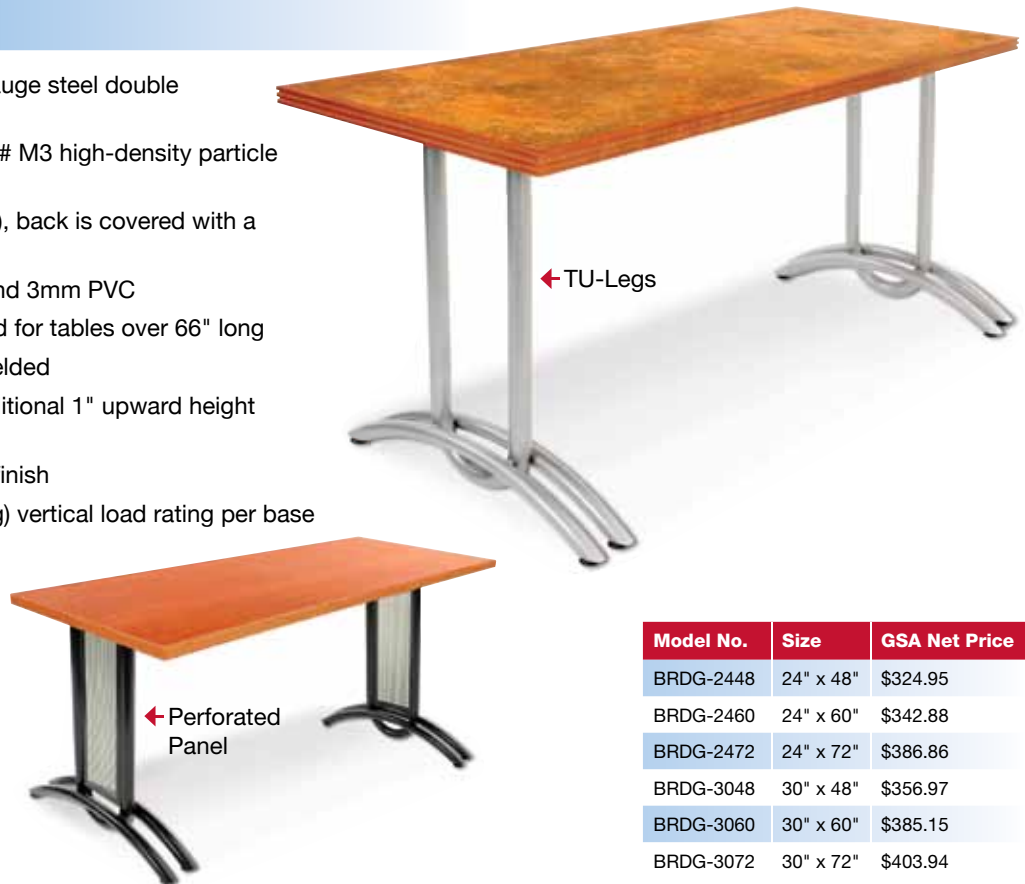 uge steel double
# M3 high-density particle
), back is covered with a
nd 3mm PVC
d for tables over 66" long
elded
itional 1" upward height
inish
g) vertical load rating per base
TU-Legs
Perforated
Panel
Model No. Size GSA Net Price
BRDG-2448 24" x 48" $324.95
BRDG-2460 24" x 60" $342.88
BRDG-2472 24" x 72" $386.86
BRDG-3048 30" x 48" $356.97
BRDG-3060 30" x 60" $385.15
BRDG-3072 30" x 72" $403.94